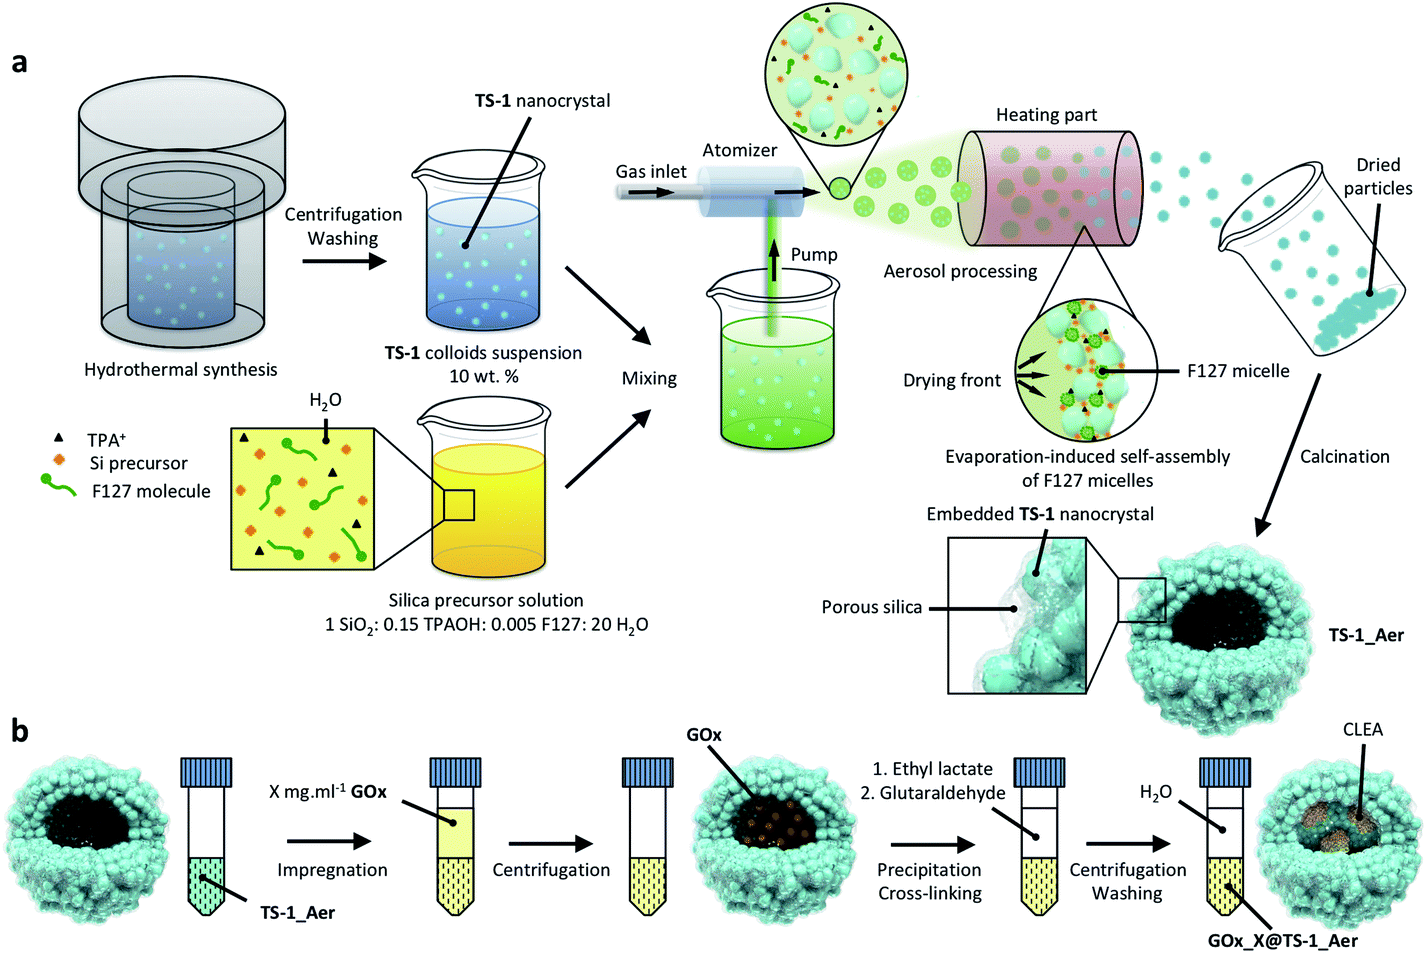 a
TS-1 nanocrystal
Centrifugation
Washing
Hydrothermal synthesis
TS-1 colloids suspension
10 wt. %
Mixing
H2O
TPA+
Si precursor
F127 molecule
Silica precursor solution
1 SiO2: 0.15 TPAOH: 0.005 F127: 20 H2O
Gas inlet
Atomizer
Pump
Heating part
Aerosol processing
Dried
particles
Drying front
F127 micelle
Evaporation-induced self-assembly
of F127 micelles
Calcination
Embedded TS-1 nanocrystal
Porous silica
TS-1_Aer
b
TS-1_Aer
X mg.ml-1 GOx
Impregnation
Centrifugation
GOx
1. Ethyl lactate
2. Glutaraldehyde
Precipitation
Cross-linking
H2O
Centrifugation
Washing
CLEA
GOx_X@TS-1_Aer